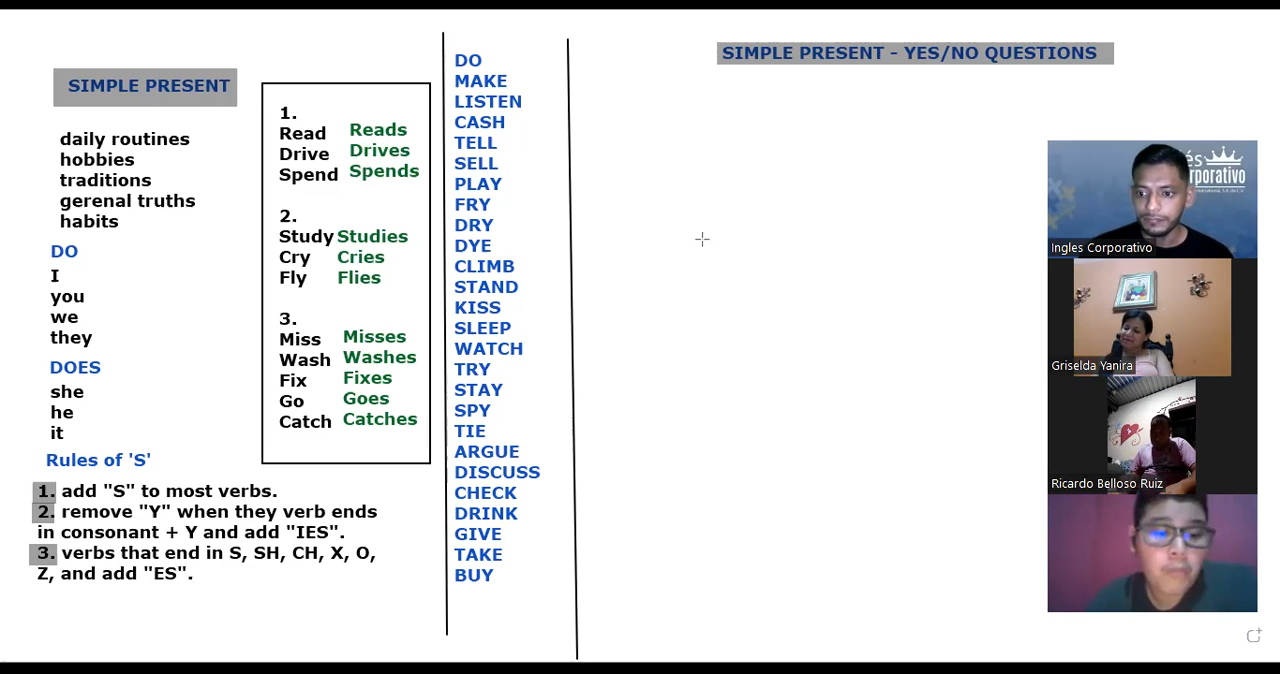 SIMPLE PRESENT
daily routines
hobbies
traditions
gerenal truths
habits
DO
I
you
we
they
DOES
she
he
it
Rules of 'S'
1. add "S" to most verbs.
2. remove "Y" when they verb ends
in consonant + Y and add "IES".
3. verbs that end in S, SH, CH, X, O,
Z, and add "ES".
1.
Read Reads
Drive Drives
Spend Spends
2.
Study Studies
Cry Cries
Fly Flies
3.
Miss Misses
Wash Washes
Fix Fixes
Go Goes
Catch Catches
DO
MAKE
LISTEN
CASH
TELL
SELL
PLAY
FRY
DRY
DYE
CLIMB
STAND
KISS
SLEEP
WATCH
TRY
STAY
SPY
TIE
ARGUE
DISCUSS
CHECK
DRINK
GIVE
TAKE
BUY
SIMPLE PRESENT - YES/NO QUESTIONS
Ingles Corporativo
Griselda Yanira
Ricardo Belloso Ruiz